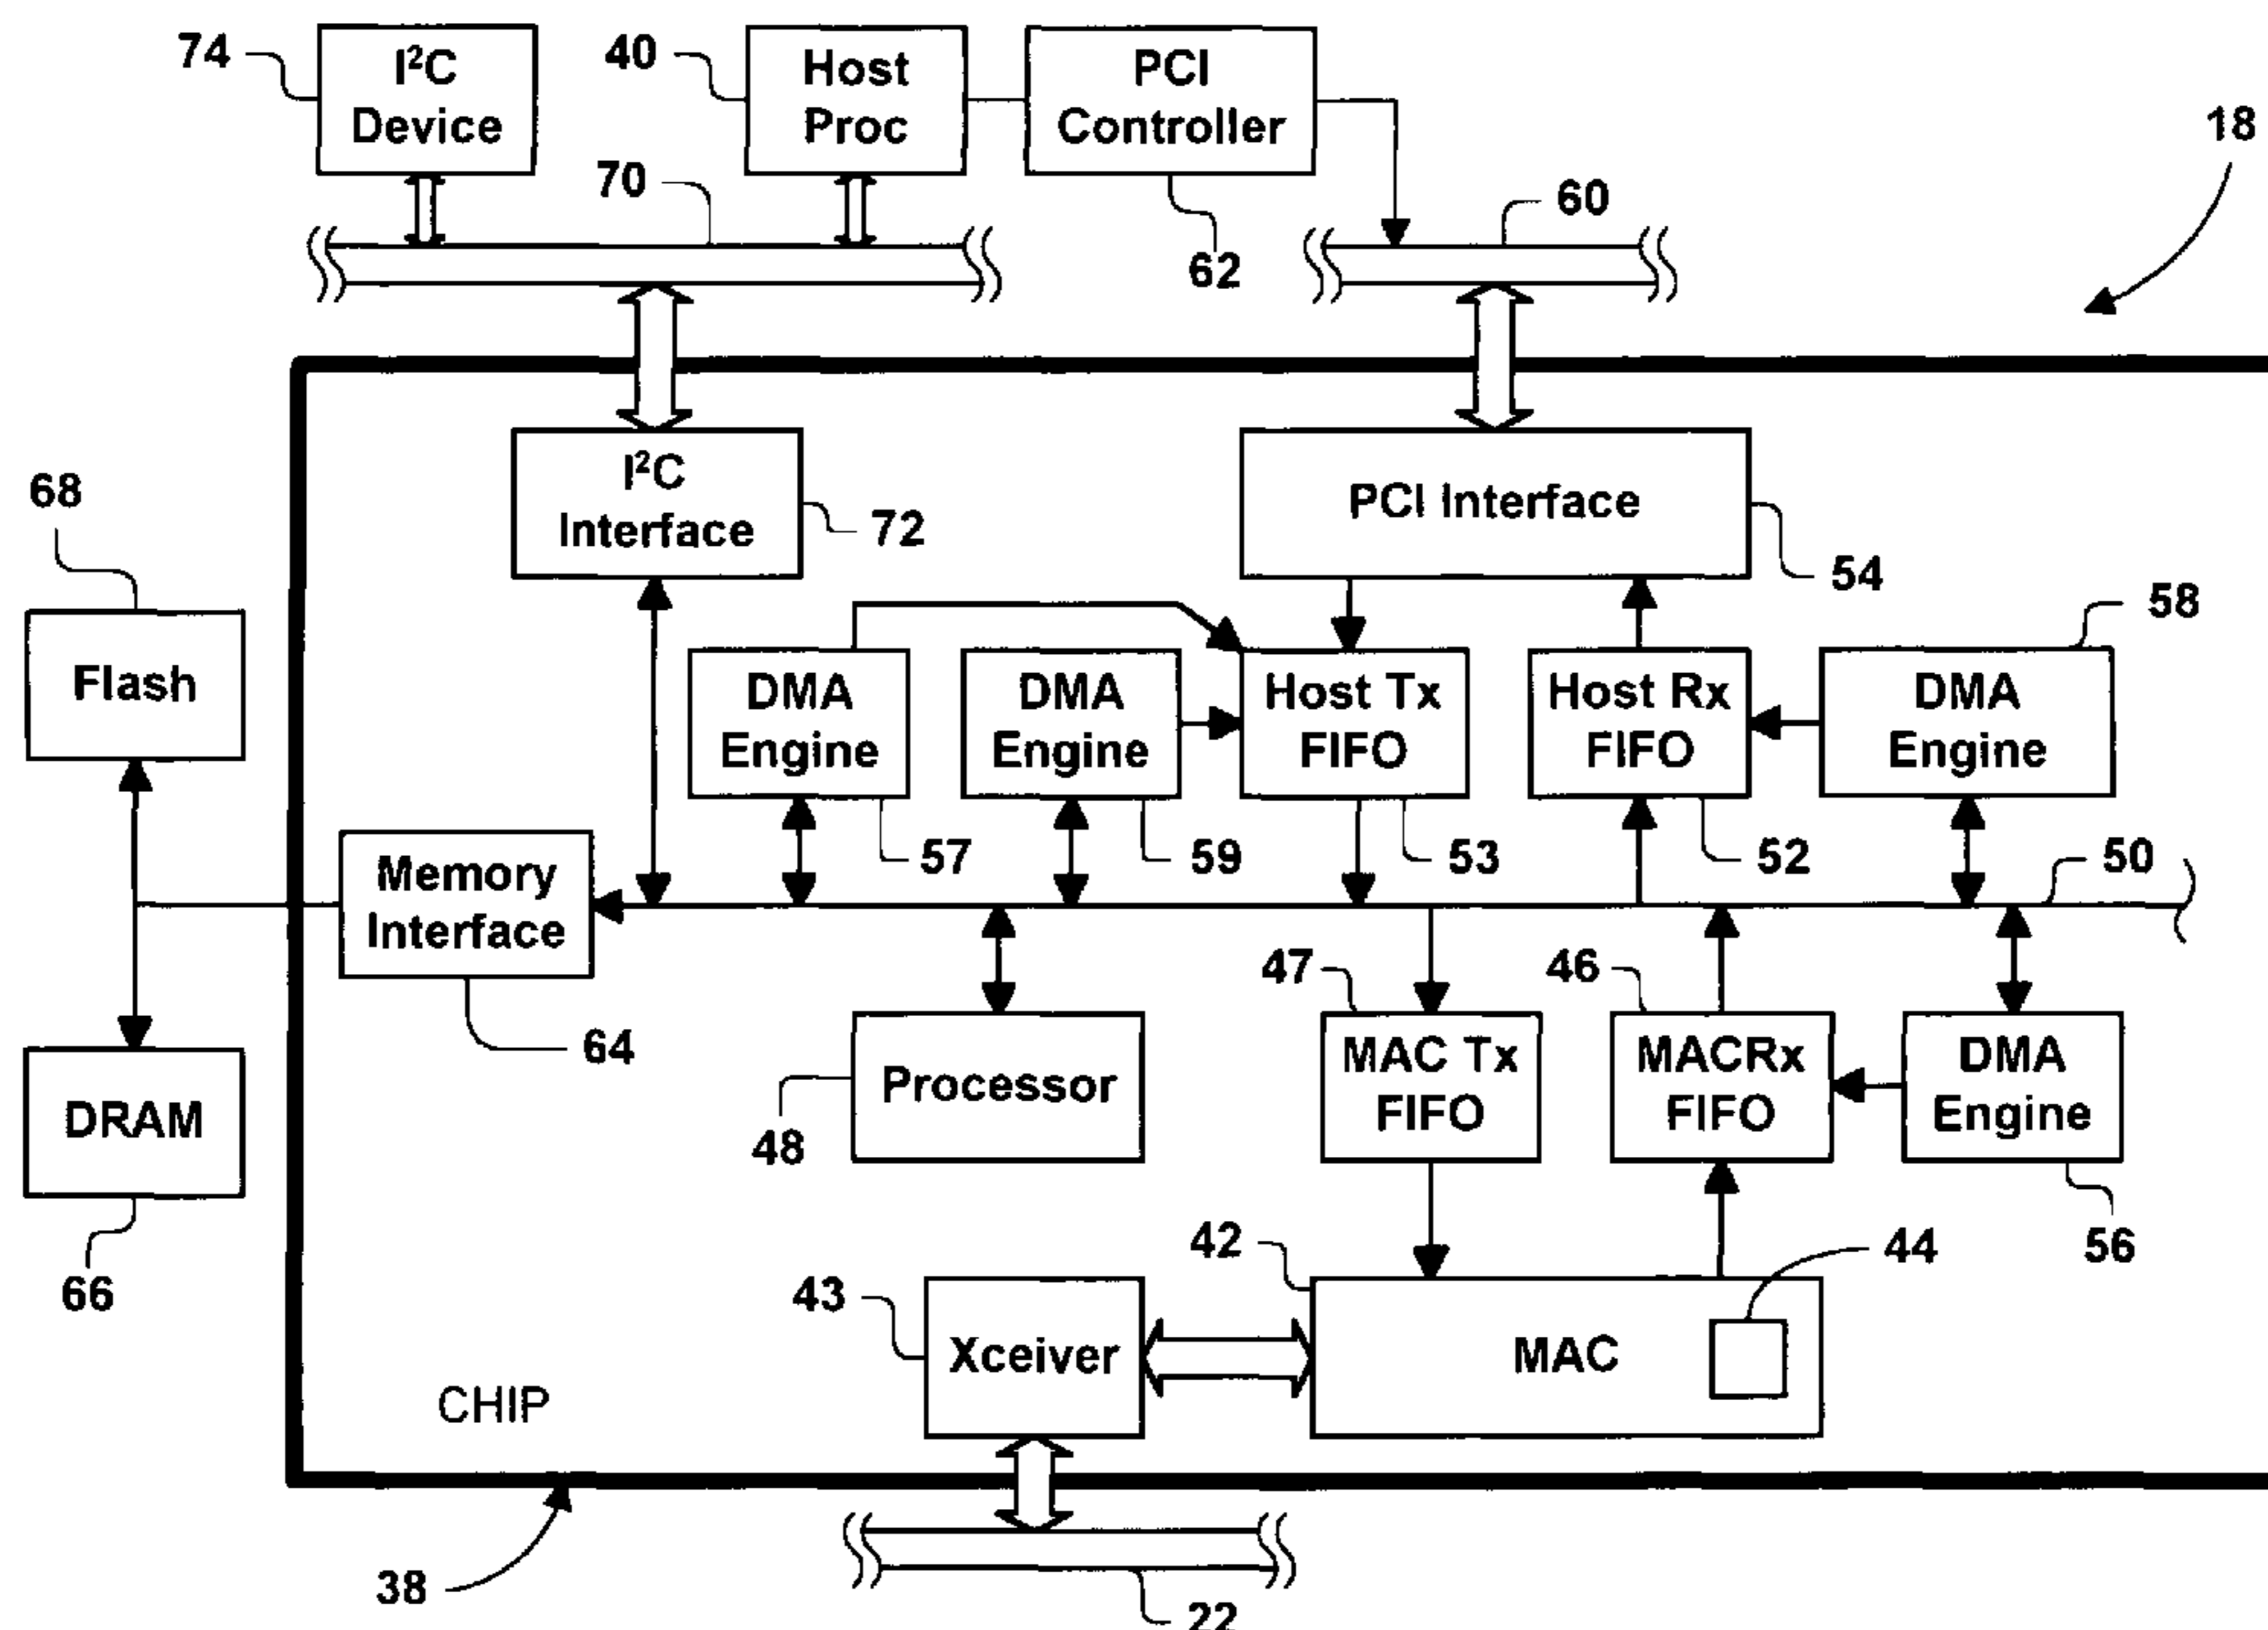 74
I²C
Device
40
Host
Proc
PCI
Controller
18
70
60
62
I²C
Interface
72
PCI Interface
54
68
Flash
58
DMA
Engine
DMA
Engine
Host Tx
FIFO
Host Rx
FIFO
DMA
Engine
57
59
53
52
50
Memory
Interface
64
47
46
Processor
48
MAC Tx
FIFO
MACRx
FIFO
DMA
Engine
DRAM
66
42
44
56
43
Xceiver
MAC
CHIP
38
22